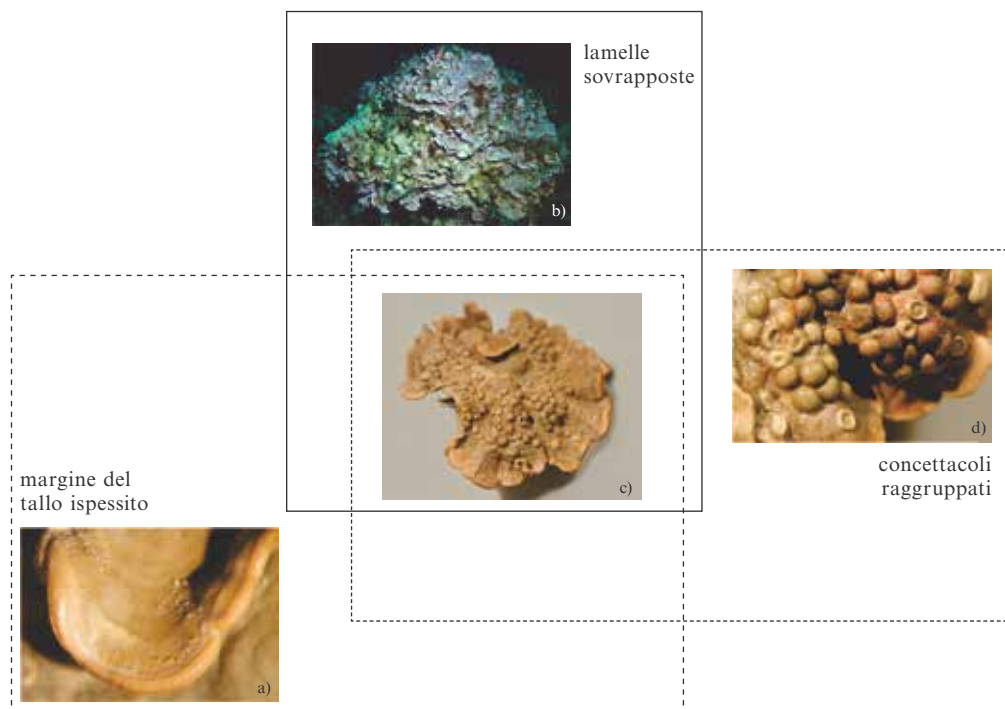 lamelle
sovrapposte
b)
margine del
tallo ispessito
c)
d)
concettacoli
raggruppati
a)